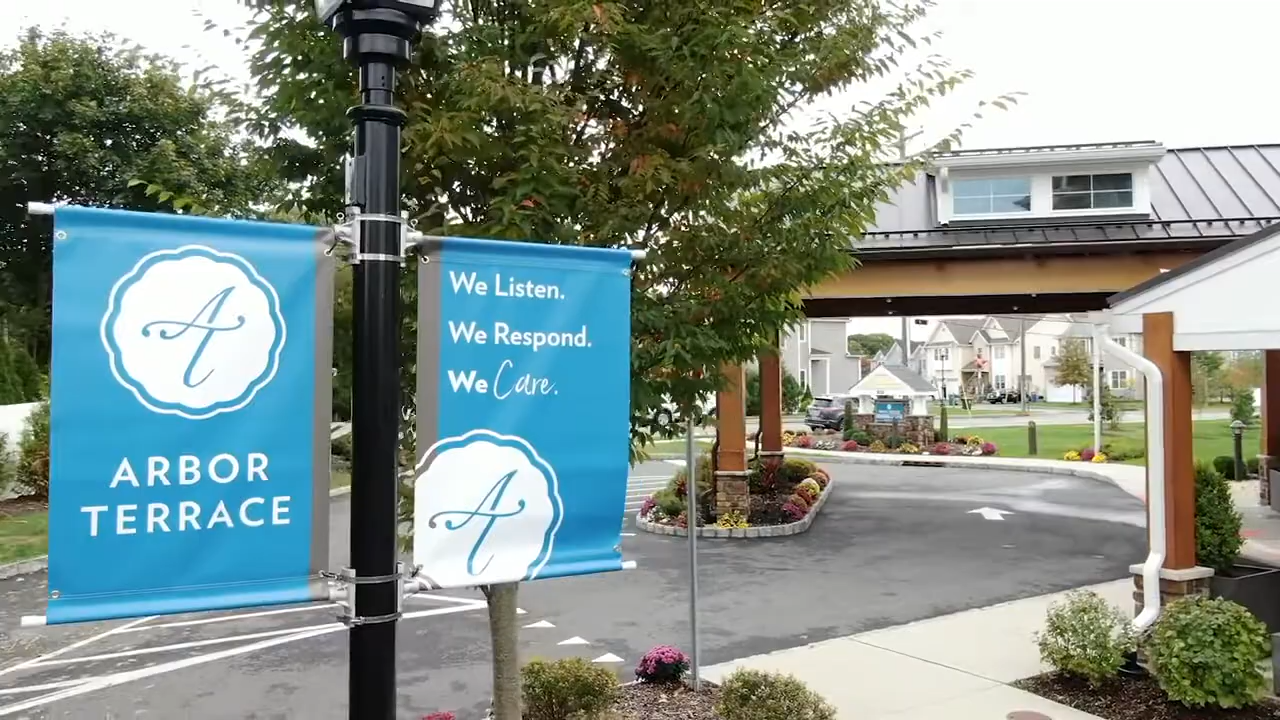 ARBOR
TERRACE
We Listen.
We Respond.
We Care.